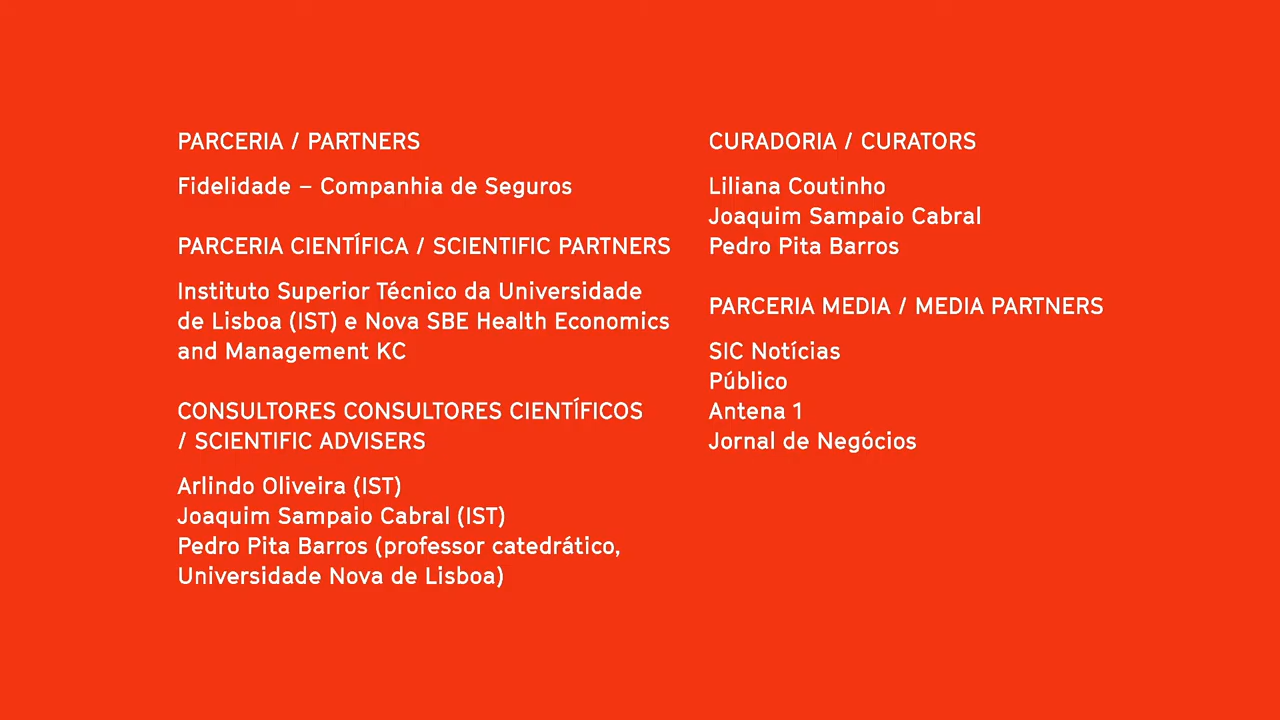 PARCERIA / PARTNERS
Fidelidade – Companhia de Seguros
PARCERIA CIENTÍFICA / SCIENTIFIC PARTNERS
Instituto Superior Técnico da Universidade
de Lisboa (IST) e Nova SBE Health Economics
and Management KC
CONSULTORES CONSULTORES CIENTÍFICOS
/ SCIENTIFIC ADVISERS
Arlindo Oliveira (IST)
Joaquim Sampaio Cabral (IST)
Pedro Pita Barros (professor catedrático,
Universidade Nova de Lisboa)
CURADORIA / CURATORS
Liliana Coutinho
Joaquim Sampaio Cabral
Pedro Pita Barros
PARCERIA MEDIA / MEDIA PARTNERS
SIC Notícias
Público
Antena 1
Jornal de Negócios